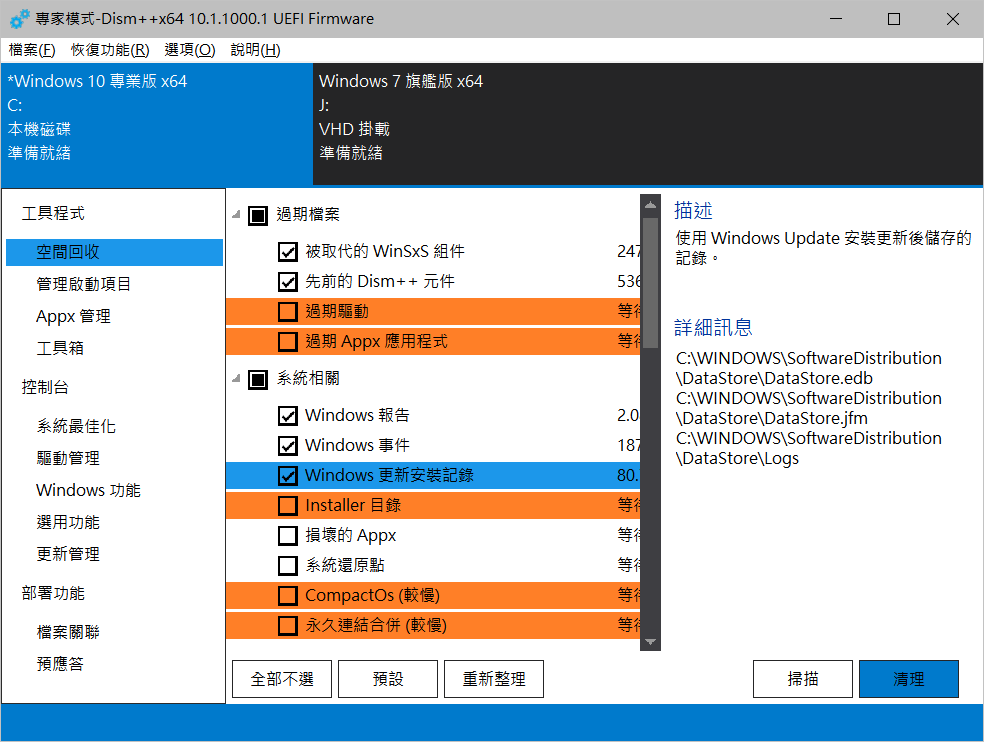 專家模式-Dism++x64 10.1.1000.1 UEFI Firmware
檔案(F) 恢復功能(R) 選項(O) 說明(H)
*Windows 10 專業版 x64
C:
本機磁碟
準備就緒
Windows 7 旗艦版 x64
J:
VHD 掛載
準備就緒
工具程式
空間回收
管理啟動項目
Appx 管理
工具箱
控制台
系統最佳化
驅動管理
Windows 功能
選用功能
更新管理
部署功能
檔案關聯
預應答
過期檔案
被取代的 WinSxS 組件 247
先前的 Dism++ 元件 536
過期驅動 等待
過期 Appx 應用程式 等待
系統相關
Windows 報告 2.0
Windows 事件 187
Windows 更新安裝記錄 80.
Installer 目錄 等待
損壞的 Appx 等待
系統還原點 等待
CompactOs (較慢) 等待
永久連結合併 (較慢) 等待
全部不選 預設 重新整理
描述
使用 Windows Update 安裝更新後儲存的
記錄。
詳細訊息
C:\WINDOWS\SoftwareDistribution
\DataStore\DataStore.edb
C:\WINDOWS\SoftwareDistribution
\DataStore\DataStore.jfm
C:\WINDOWS\SoftwareDistribution
\DataStore\Logs
掃描 清理